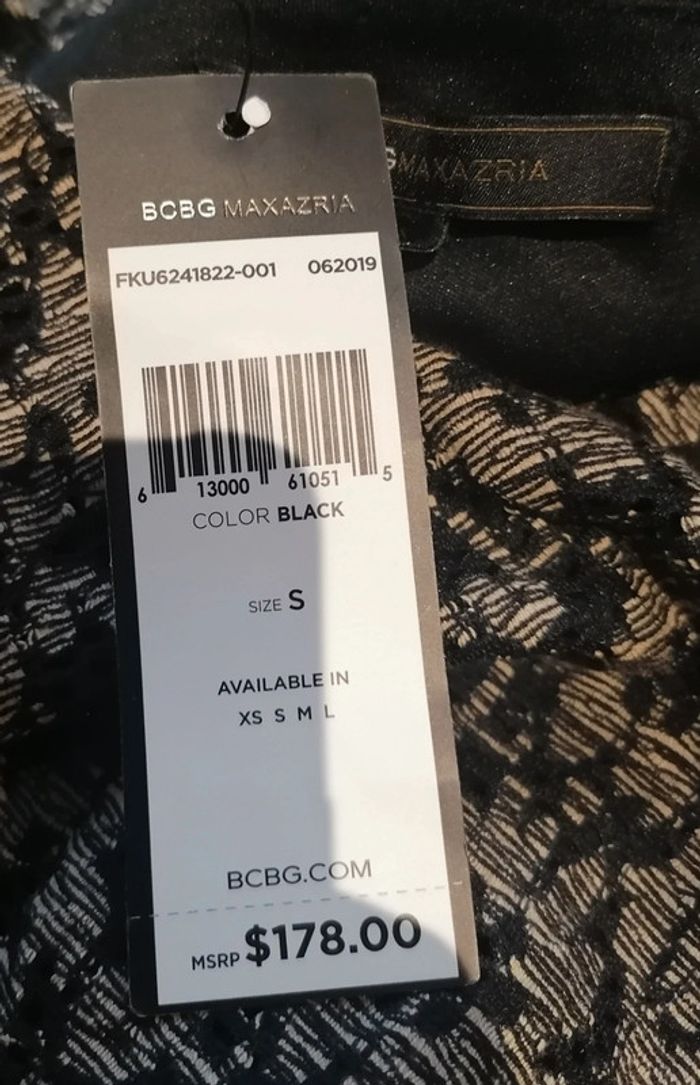 BCBG MAXAZRIA
GMAXAZRIA
FKU6241822-001 062019
6 13000 61051 5
COLOR BLACK
SIZE S
AVAILABLE IN
XS S M L
BCBG.COM
MSRP $178.00